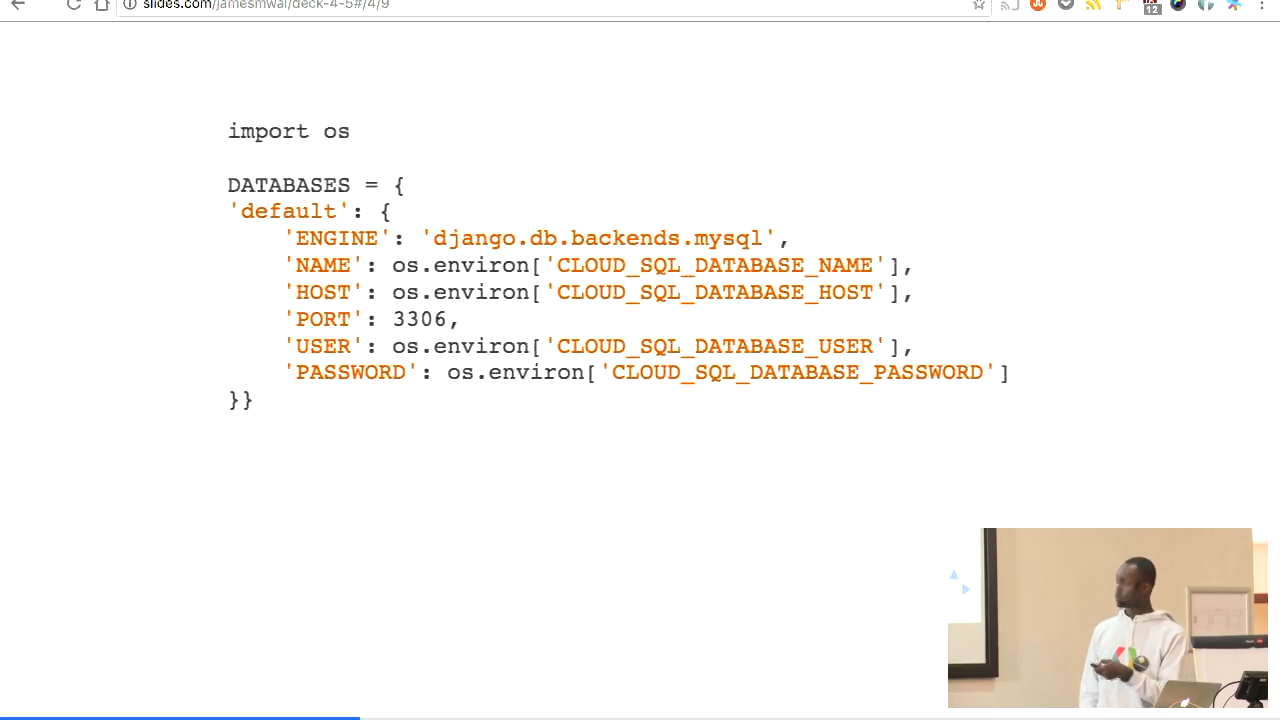 slides.com/jamesmwai/deck-4-5#/4/9
12
import os
DATABASES = {
'default': {
'ENGINE': 'django.db.backends.mysql',
'NAME': os.environ['CLOUD_SQL_DATABASE_NAME'],
'HOST': os.environ['CLOUD_SQL_DATABASE_HOST'],
'PORT': 3306,
'USER': os.environ['CLOUD_SQL_DATABASE_USER'],
'PASSWORD': os.environ['CLOUD_SQL_DATABASE_PASSWORD']
}}